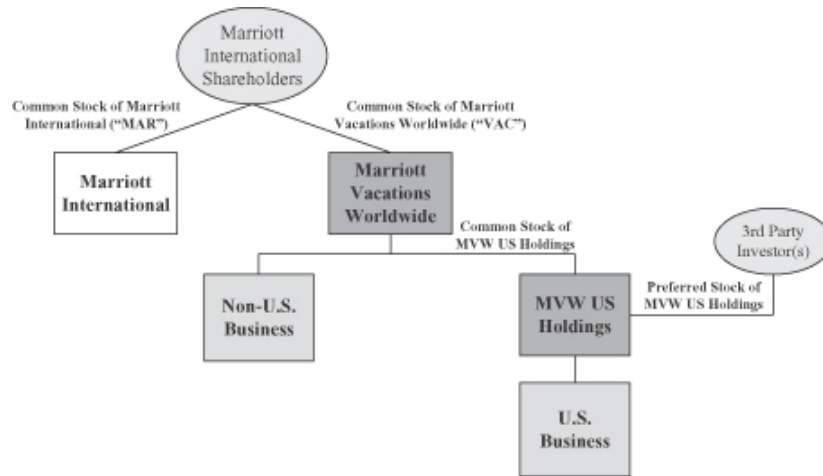 Marriott
International
Shareholders
Common Stock of Marriott
International (“MAR”)
Common Stock of Marriott
Vacations Worldwide (“VAC”)
Marriott
International
Marriott
Vacations
Worldwide
Common Stock of
MVW US Holdings
3rd Party
Investor(s)
Non-U.S.
Business
MVW US
Holdings
Preferred Stock of
MVW US Holdings
U.S.
Business